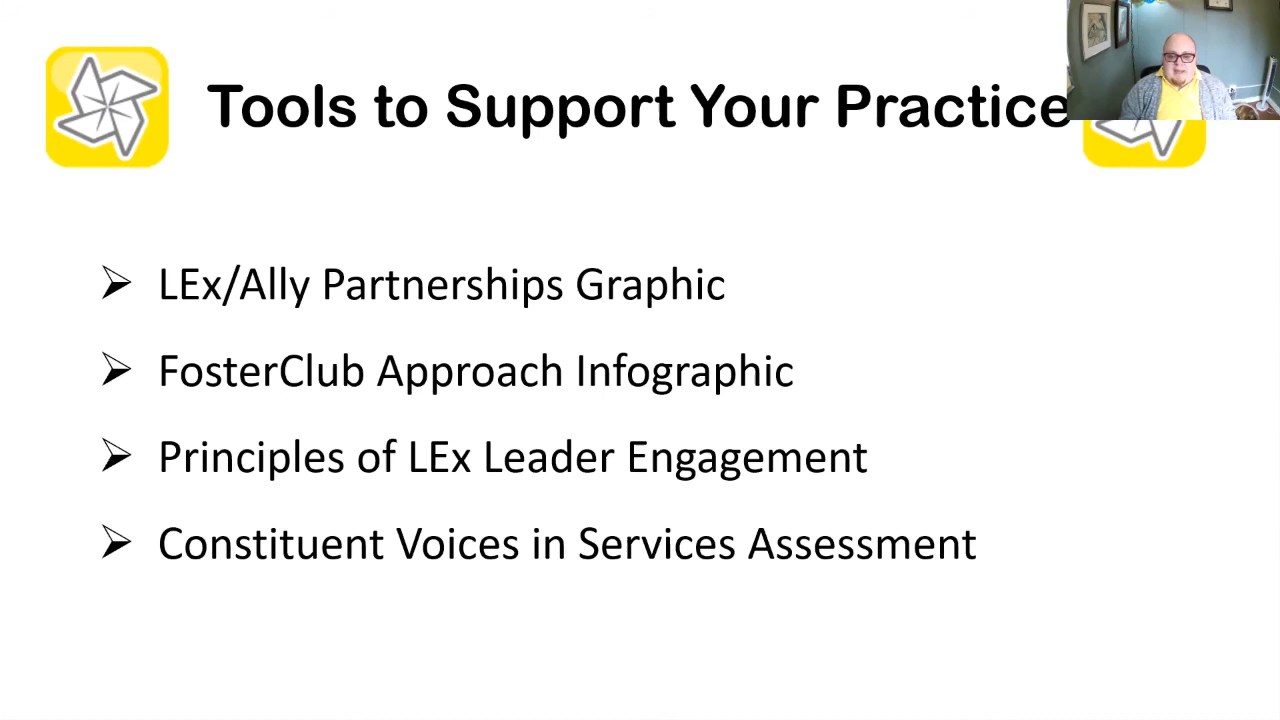 Tools to Support Your Practice
LEx/Ally Partnerships Graphic
FosterClub Approach Infographic
Principles of LEx Leader Engagement
Constituent Voices in Services Assessment